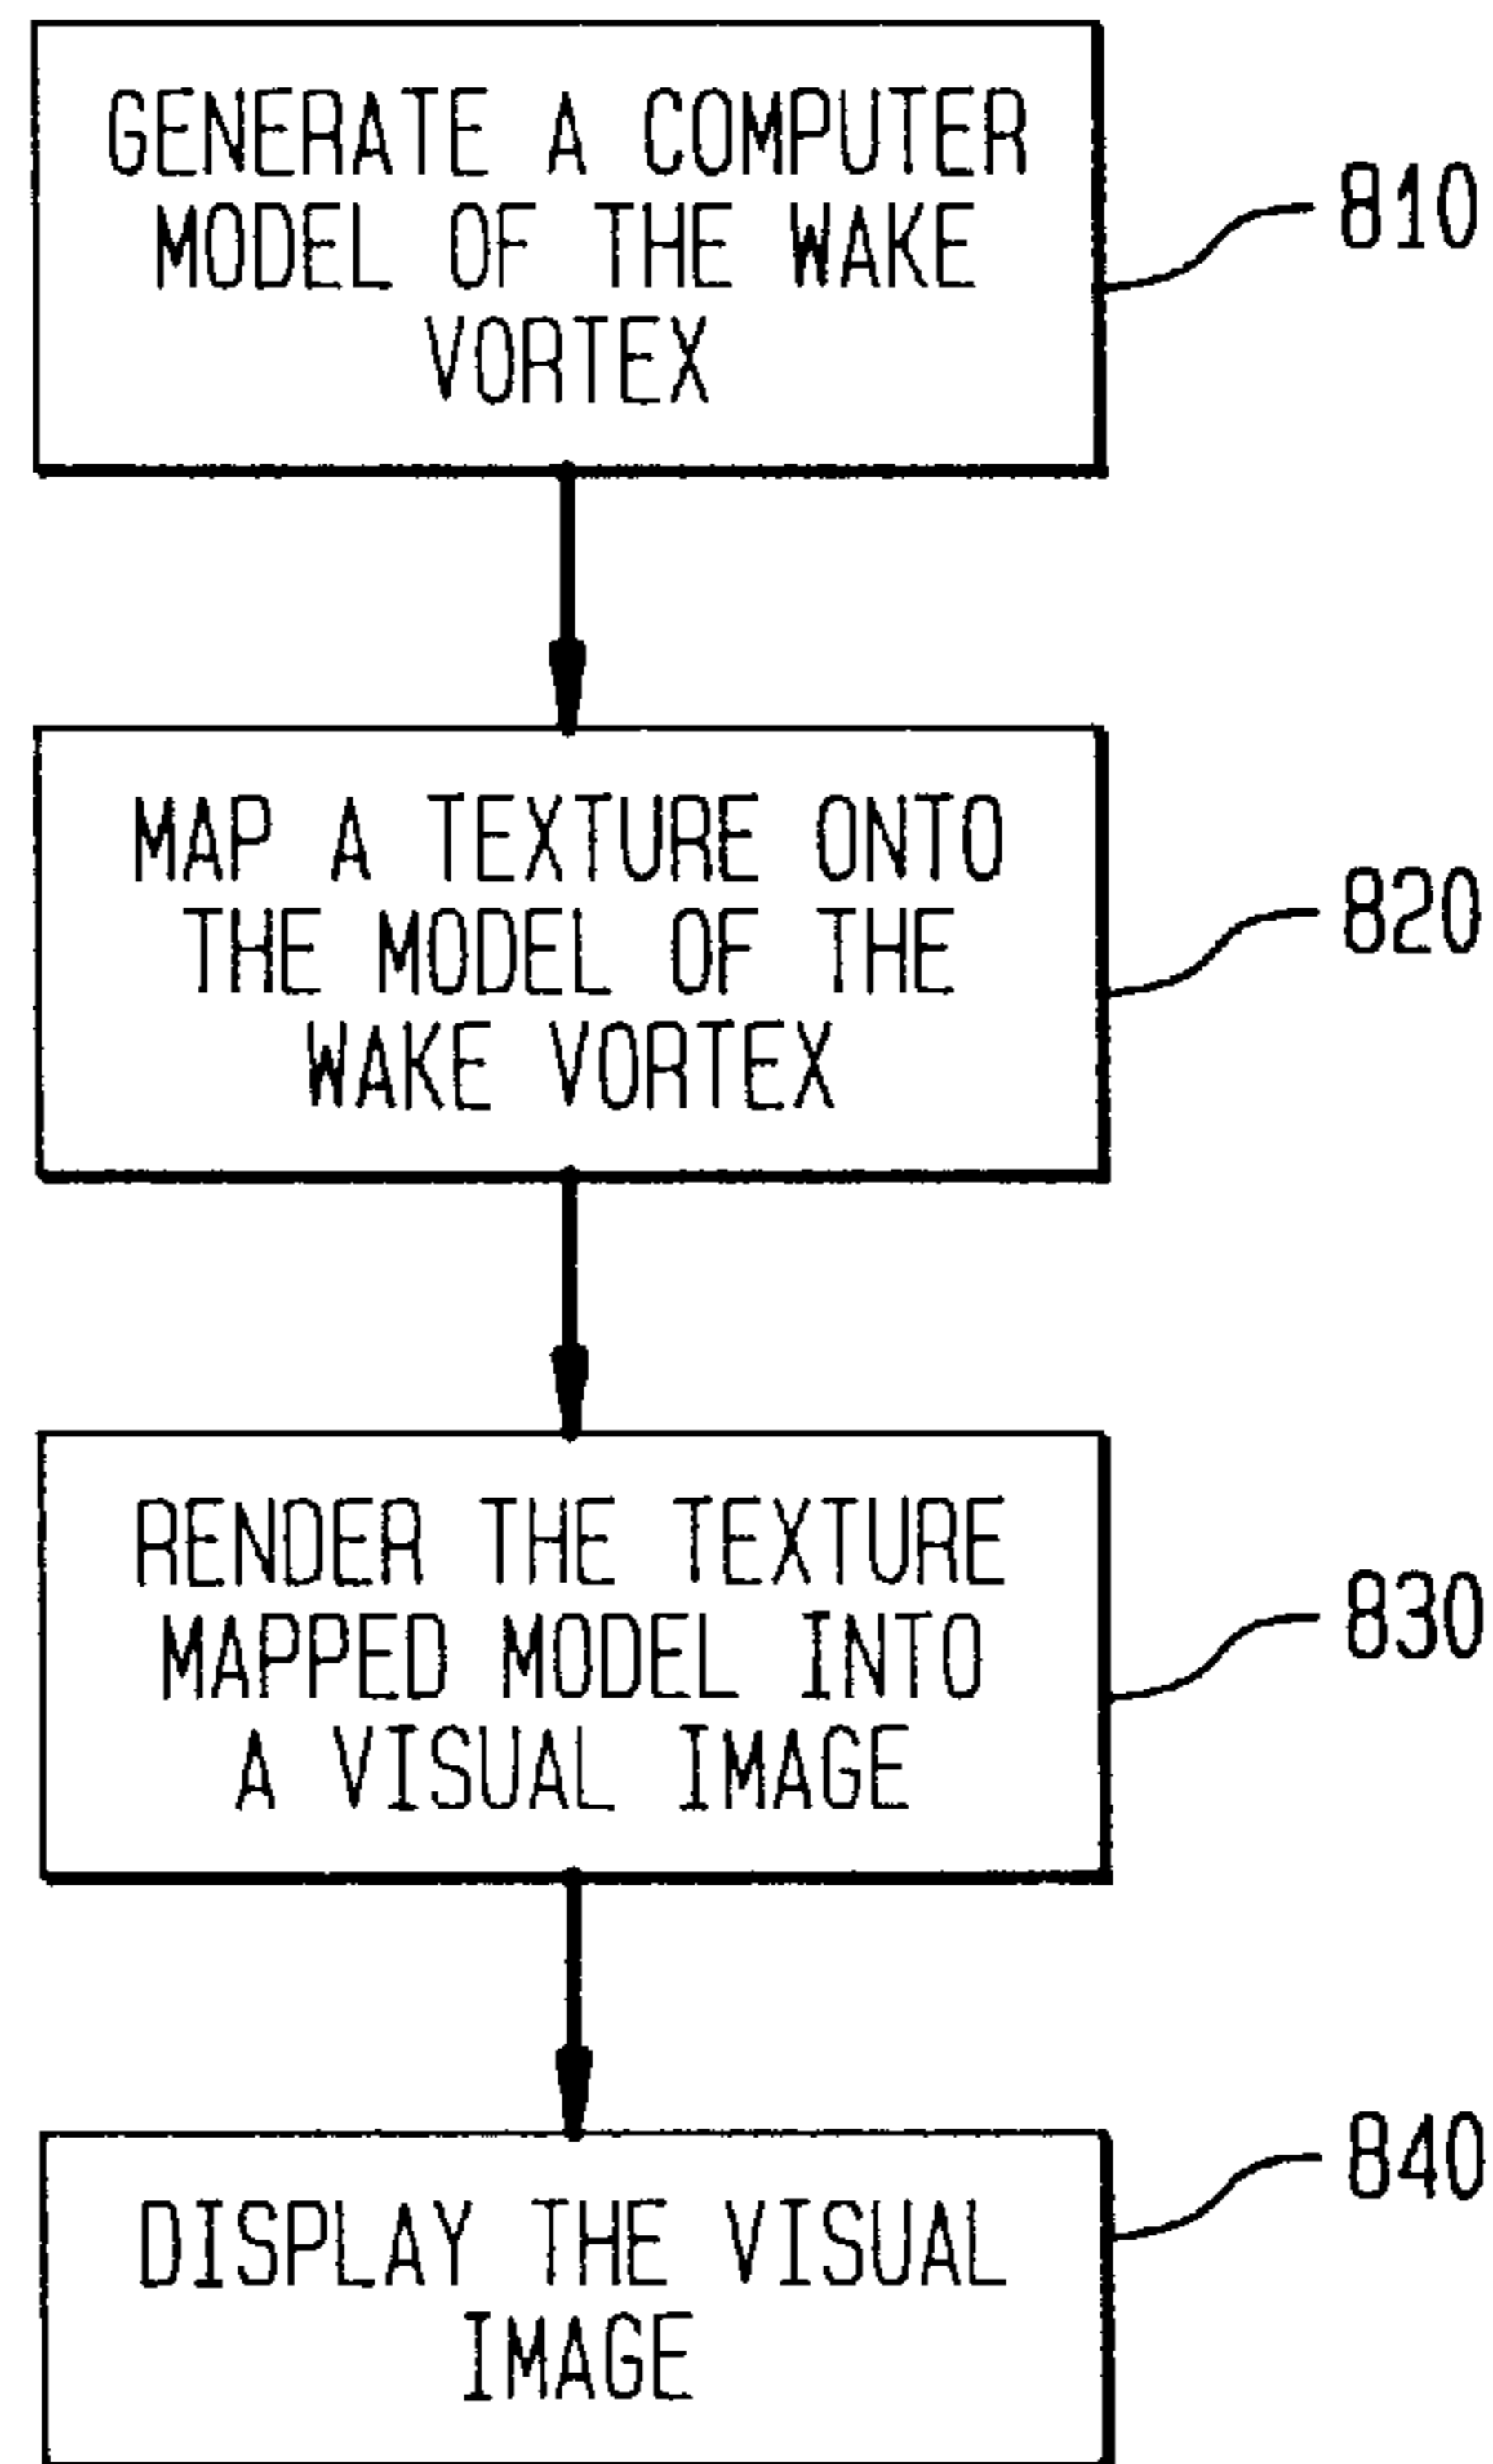 GENERATE A COMPUTER
MODEL OF THE WAKE
VORTEX
810
MAP A TEXTURE ONTO
THE MODEL OF THE
WAKE VORTEX
820
RENDER THE TEXTURE
MAPPED MODEL INTO
A VISUAL IMAGE
830
DISPLAY THE VISUAL
IMAGE
840